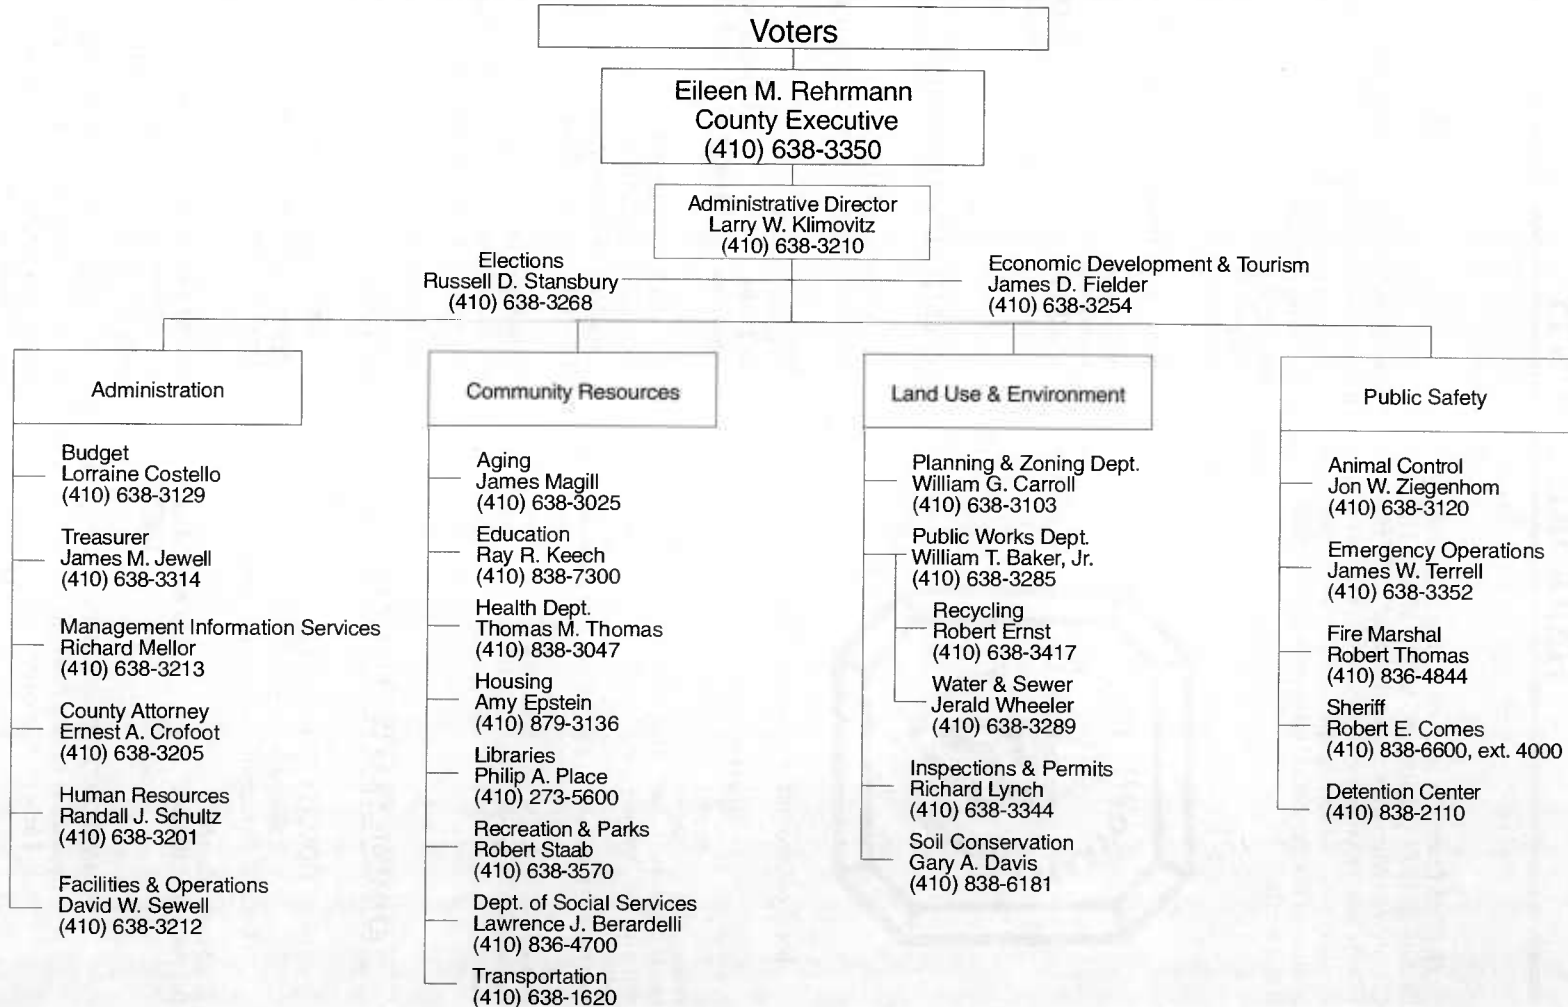 Voters
Eileen M. Rehrmann
County Executive
(410) 638-3350
Administrative Director
Larry W. Klimovitz
(410) 638-3210
Elections
Russell D. Stansbury
(410) 638-3268
Economic Development & Tourism
James D. Fielder
(410) 638-3254
Administration
Budget
Lorraine Costello
(410) 638-3129
Treasurer
James M. Jewell
(410) 638-3314
Management Information Services
Richard Mellor
(410) 638-3213
County Attorney
Ernest A. Crofoot
(410) 638-3205
Human Resources
Randall J. Schultz
(410) 638-3201
Facilities & Operations
David W. Sewell
(410) 638-3212
Community Resources
Aging
James Magill
(410) 638-3025
Education
Ray R. Keech
(410) 838-7300
Health Dept.
Thomas M. Thomas
(410) 838-3047
Housing
Amy Epstein
(410) 879-3136
Libraries
Philip A. Place
(410) 273-5600
Recreation & Parks
Robert Staab
(410) 638-3570
Dept. of Social Services
Lawrence J. Berardelli
(410) 836-4700
Transportation
(410) 638-1620
Land Use & Environment
Planning & Zoning Dept.
William G. Carroll
(410) 638-3103
Public Works Dept.
William T. Baker, Jr.
(410) 638-3285
Recycling
Robert Ernst
(410) 638-3417
Water & Sewer
Jerald Wheeler
(410) 638-3289
Inspections & Permits
Richard Lynch
(410) 638-3344
Soil Conservation
Gary A. Davis
(410) 838-6181
Public Safety
Animal Control
Jon W. Ziegenhom
(410) 638-3120
Emergency Operations
James W. Terrell
(410) 638-3352
Fire Marshal
Robert Thomas
(410) 836-4844
Sheriff
Robert E. Comes
(410) 838-6600, ext. 4000
Detention Center
(410) 838-2110